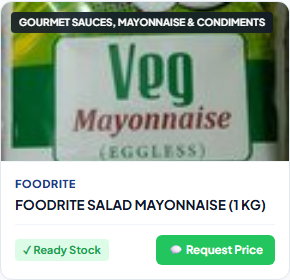 GOURMET SAUCES, MAYONNAISE & CONDIMENTS
Veg
Mayonnaise
(EGGLESS)
FOODRITE
FOODRITE SALAD MAYONNAISE (1 KG)
✓ Ready Stock
Request Price